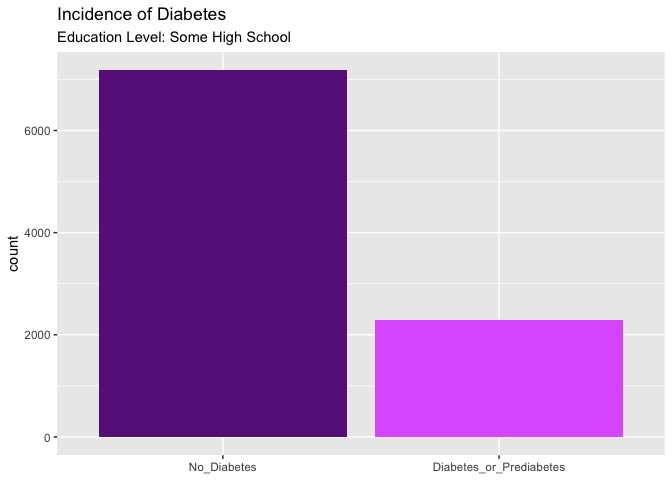 Incidence of Diabetes
Education Level: Some High School
6000
4000
2000
0
count
No_Diabetes
Diabetes_or_Prediabetes